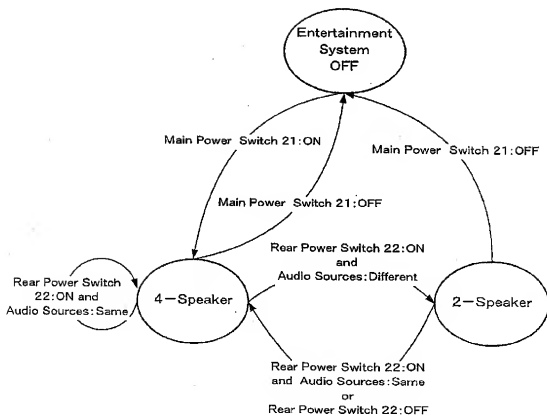 Entertainment
System
OFF
Main Power Switch 21:ON
Main Power Switch 21:OFF
Main Power Switch 21:OFF
Rear Power Switch
22:ON and
Audio Sources:Same
4-Speaker
Rear Power Switch 22:ON
and
Audio Sources:Different
2-Speaker
Rear Power Switch 22:ON
and Audio Sources:Same
or
Rear Power Switch 22:OFF